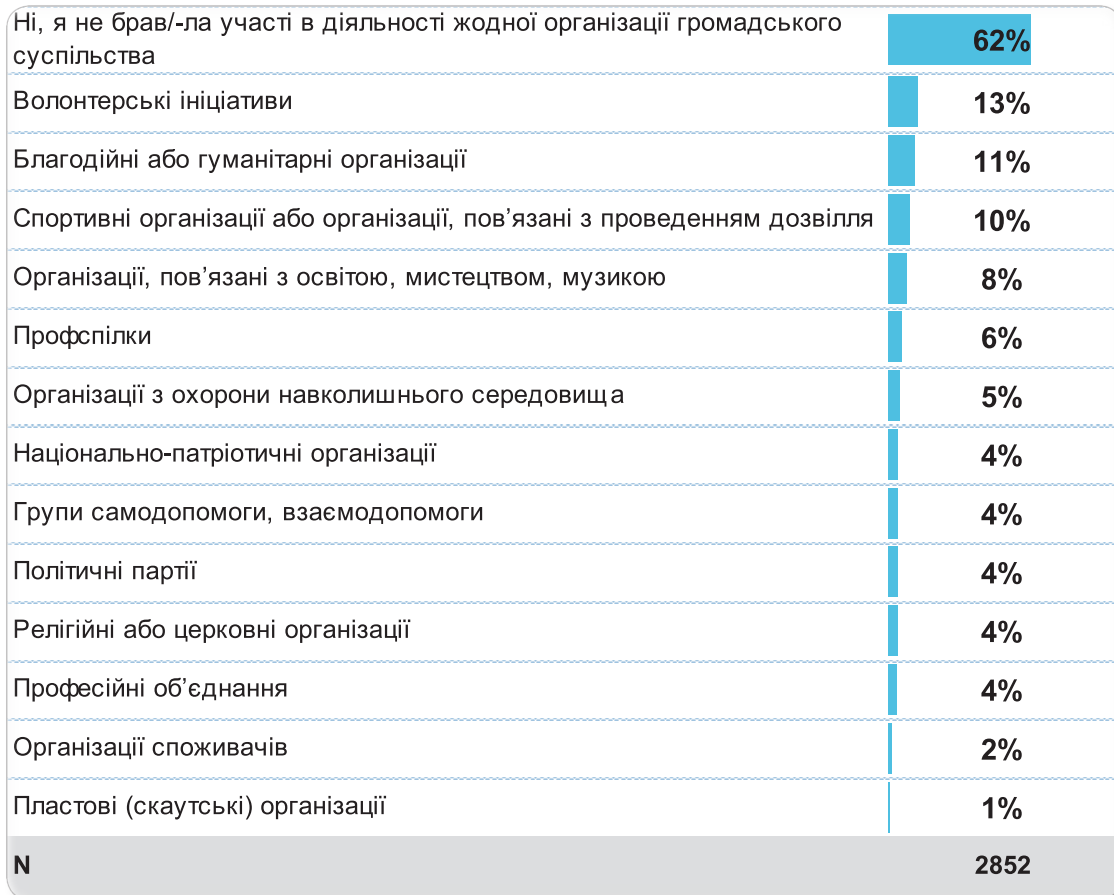 Ні, я не брав/-ла участі в діяльності жодної організації громадського
суспільства
62%
Волонтерські ініціативи 13%
Благодійні або гуманітарні організації 11%
Спортивні організації або організації, пов’язані з проведенням дозвілля 10%
Організації, пов’язані з освітою, мистецтвом, музикою 8%
Профспілки 6%
Організації з охорони навколишнього середовища 5%
Національно-патріотичні організації 4%
Групи самодопомоги, взаємодопомоги 4%
Політичні партії 4%
Релігійні або церковні організації 4%
Професійні об’єднання 4%
Організації споживачів 2%
Пластові (скаутські) організації 1%
N 2852